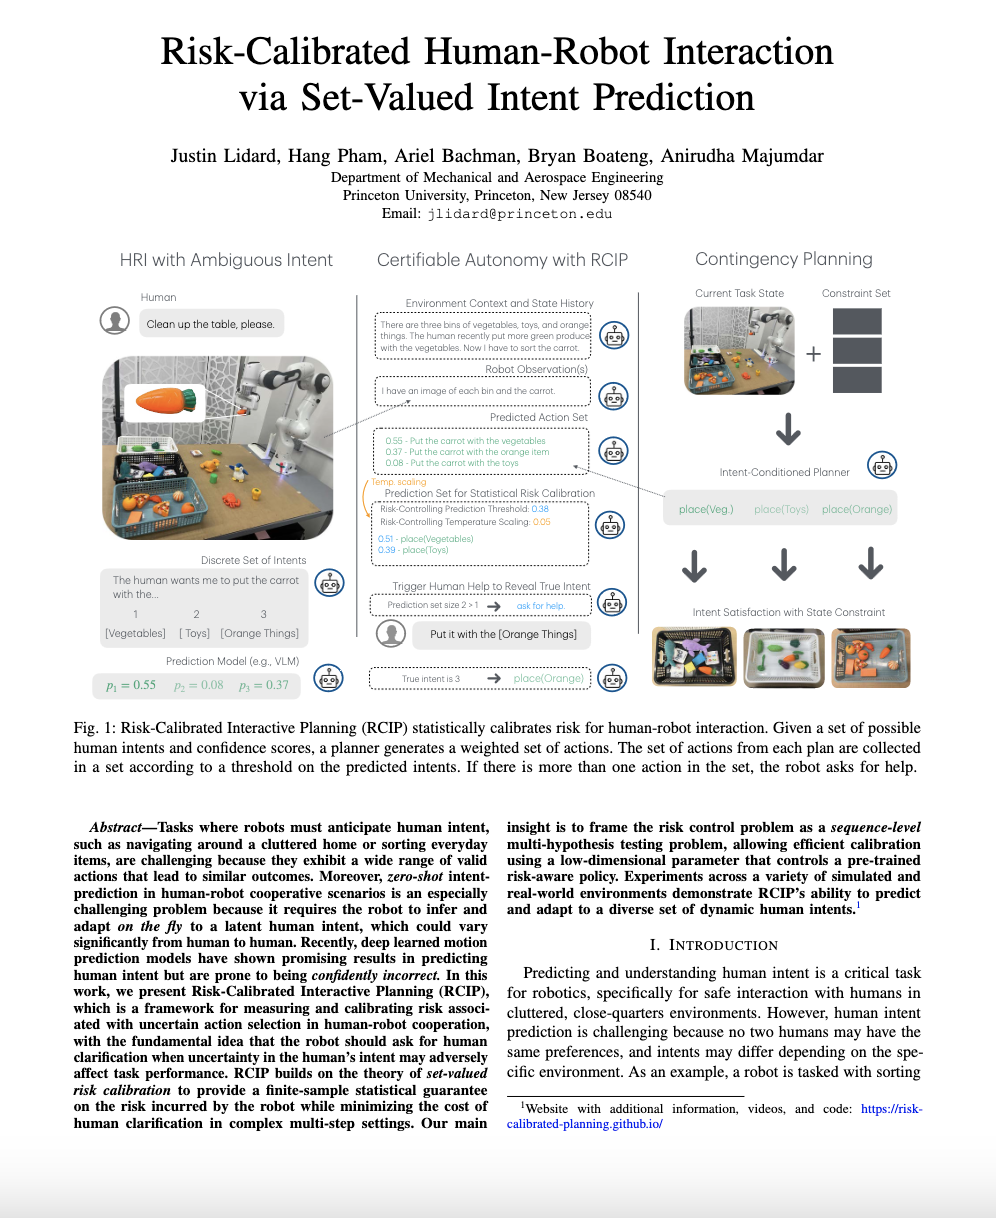 Risk-Calibrated Human-Robot Interaction
via Set-Valued Intent Prediction
Justin Lidard, Hang Pham, Ariel Bachman, Bryan Boateng, Anirudha Majumdar
Department of Mechanical and Aerospace Engineering
Princeton University, Princeton, New Jersey 08540
Email: jlidard@princeton.edu
HRI with Ambiguous Intent
Human
Clean up the table, please.
Discrete Set of Intents
The human wants me to put the carrot
with the...
1 2 3
[Vegetables] [ Toys] [Orange Things]
Prediction Model (e.g., VLM)
p₁ = 0.55 p₂ = 0.08 p₃ = 0.37
Certifiable Autonomy with RCIP
Environment Context and State History
There are three bins of vegetables, toys, and orange
things. The human recently put more green produce
with the vegetables. Now I have to sort the carrot.
Robot Observation(s)
I have an image of each bin and the carrot.
Predicted Action Set
0.55 - Put the carrot with the vegetables
0.37 - Put the carrot with the orange item
0.08 - Put the carrot with the toys
Temp. scaling
Prediction Set for Statistical Risk Calibration
Risk-Controlling Prediction Threshold: 0.38
Risk-Controlling Temperature Scaling: 0.05
0.51 - place(Vegetables)
0.39 - place(Toys)
Trigger Human Help to Reveal True Intent
Prediction set size 2 > 1 ask for help.
Put it with the [Orange Things]
True intent is 3 place(Orange)
Contingency Planning
Current Task State Constraint Set
+
Intent-Conditioned Planner
place(Veg.) place(Toys) place(Orange)
Intent Satisfaction with State Constraint
Fig. 1: Risk-Calibrated Interactive Planning (RCIP) statistically calibrates risk for human-robot interaction. Given a set of possible
human intents and confidence scores, a planner generates a weighted set of actions. The set of actions from each plan are collected
in a set according to a threshold on the predicted intents. If there is more than one action in the set, the robot asks for help.
Abstract—Tasks where robots must anticipate human intent,
such as navigating around a cluttered home or sorting everyday
items, are challenging because they exhibit a wide range of valid
actions that lead to similar outcomes. Moreover, zero-shot intent-
prediction in human-robot cooperative scenarios is an especially
challenging problem because it requires the robot to infer and
adapt on the fly to a latent human intent, which could vary
significantly from human to human. Recently, deep learned motion
prediction models have shown promising results in predicting
human intent but are prone to being confidently incorrect. In this
work, we present Risk-Calibrated Interactive Planning (RCIP),
which is a framework for measuring and calibrating risk associ-
ated with uncertain action selection in human-robot cooperation,
with the fundamental idea that the robot should ask for human
clarification when uncertainty in the human's intent may adversely
affect task performance. RCIP builds on the theory of set-valued
risk calibration to provide a finite-sample statistical guarantee
on the risk incurred by the robot while minimizing the cost of
human clarification in complex multi-step settings. Our main
insight is to frame the risk control problem as a sequence-level
multi-hypothesis testing problem, allowing efficient calibration
using a low-dimensional parameter that controls a pre-trained
risk-aware policy. Experiments across a variety of simulated and
real-world environments demonstrate RCIP's ability to predict
and adapt to a diverse set of dynamic human intents.¹
I. INTRODUCTION
Predicting and understanding human intent is a critical task
for robotics, specifically for safe interaction with humans in
cluttered, close-quarters environments. However, human intent
prediction is challenging because no two humans may have the
same preferences, and intents may differ depending on the spe-
cific environment. As an example, a robot is tasked with sorting
¹Website with additional information, videos, and code: https://risk-
calibrated-planning.github.io/